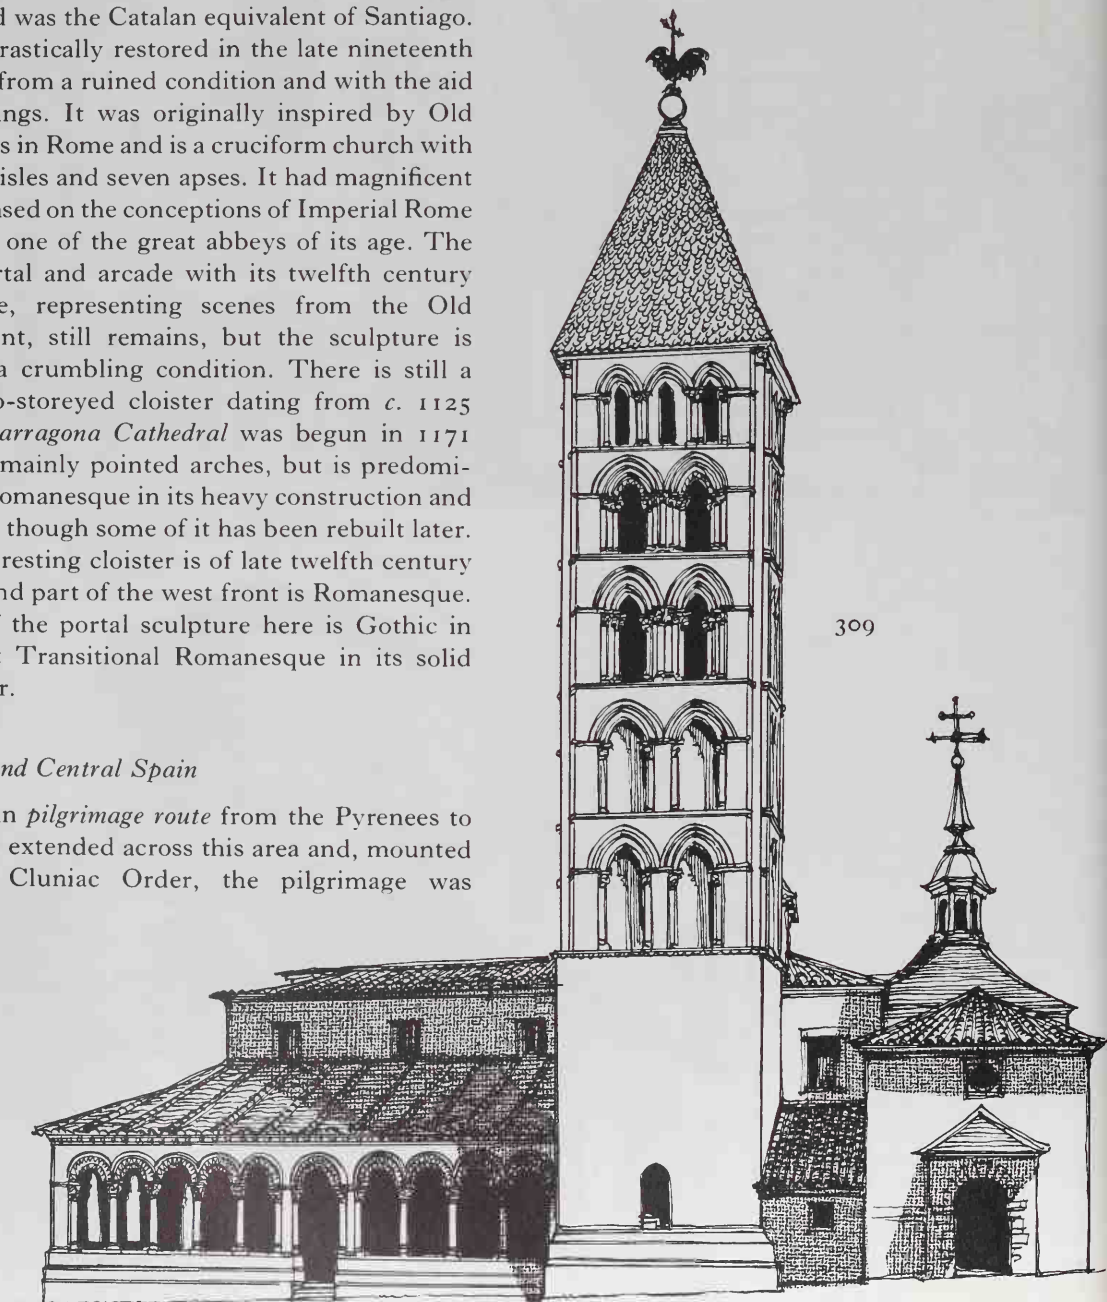 d was the Catalan equivalent of Santiago.
rastically restored in the late nineteenth
from a ruined condition and with the aid
ngs. It was originally inspired by Old
s in Rome and is a cruciform church with
isles and seven apses. It had magnificent
ased on the conceptions of Imperial Rome
one of the great abbeys of its age. The
rtal and arcade with its twelfth century
e, representing scenes from the Old
nt, still remains, but the sculpture is
a crumbling condition. There is still a
o-storeyed cloister dating from c. 1125
arragona Cathedral was begun in 1171
mainly pointed arches, but is predomi-
omanesque in its heavy construction and
though some of it has been rebuilt later.
resting cloister is of late twelfth century
nd part of the west front is Romanesque.
f the portal sculpture here is Gothic in
t Transitional Romanesque in its solid
r.
nd Central Spain
in pilgrimage route from the Pyrenees to
extended across this area and, mounted
Cluniac Order, the pilgrimage was
309